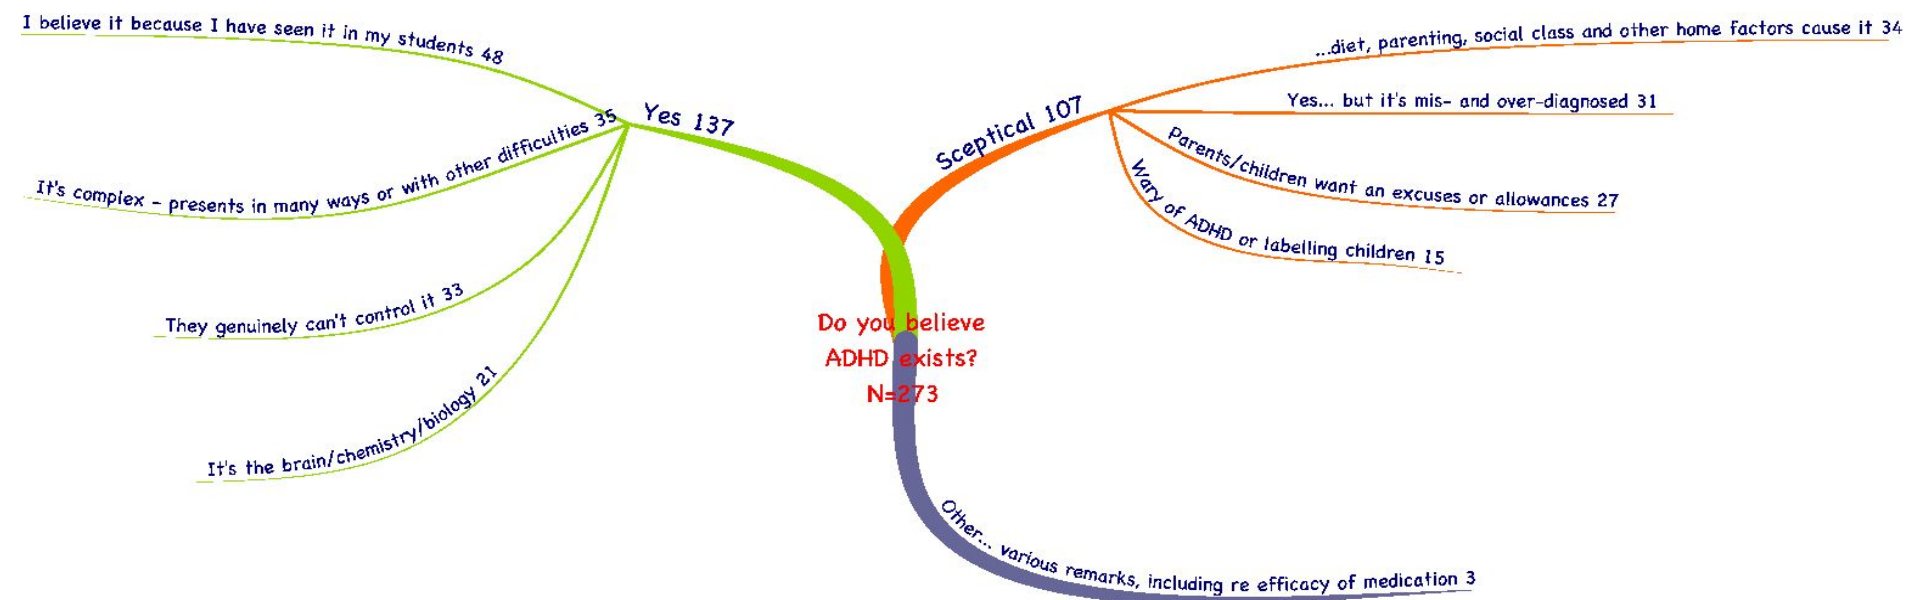 I believe it because I have seen it in my students 48
Yes 137
It's complex - presents in many ways or with other difficulties 35
They genuinely can't control it 33
It's the brain/chemistry/biology 21
Do you believe
ADHD exists?
N=273
Sceptical 107
...diet, parenting, social class and other home factors cause it 34
Yes... but it's mis- and over-diagnosed 31
Parents/children want an excuses or allowances 27
Wary of ADHD or labelling children 15
Other... various remarks, including re efficacy of medication 3